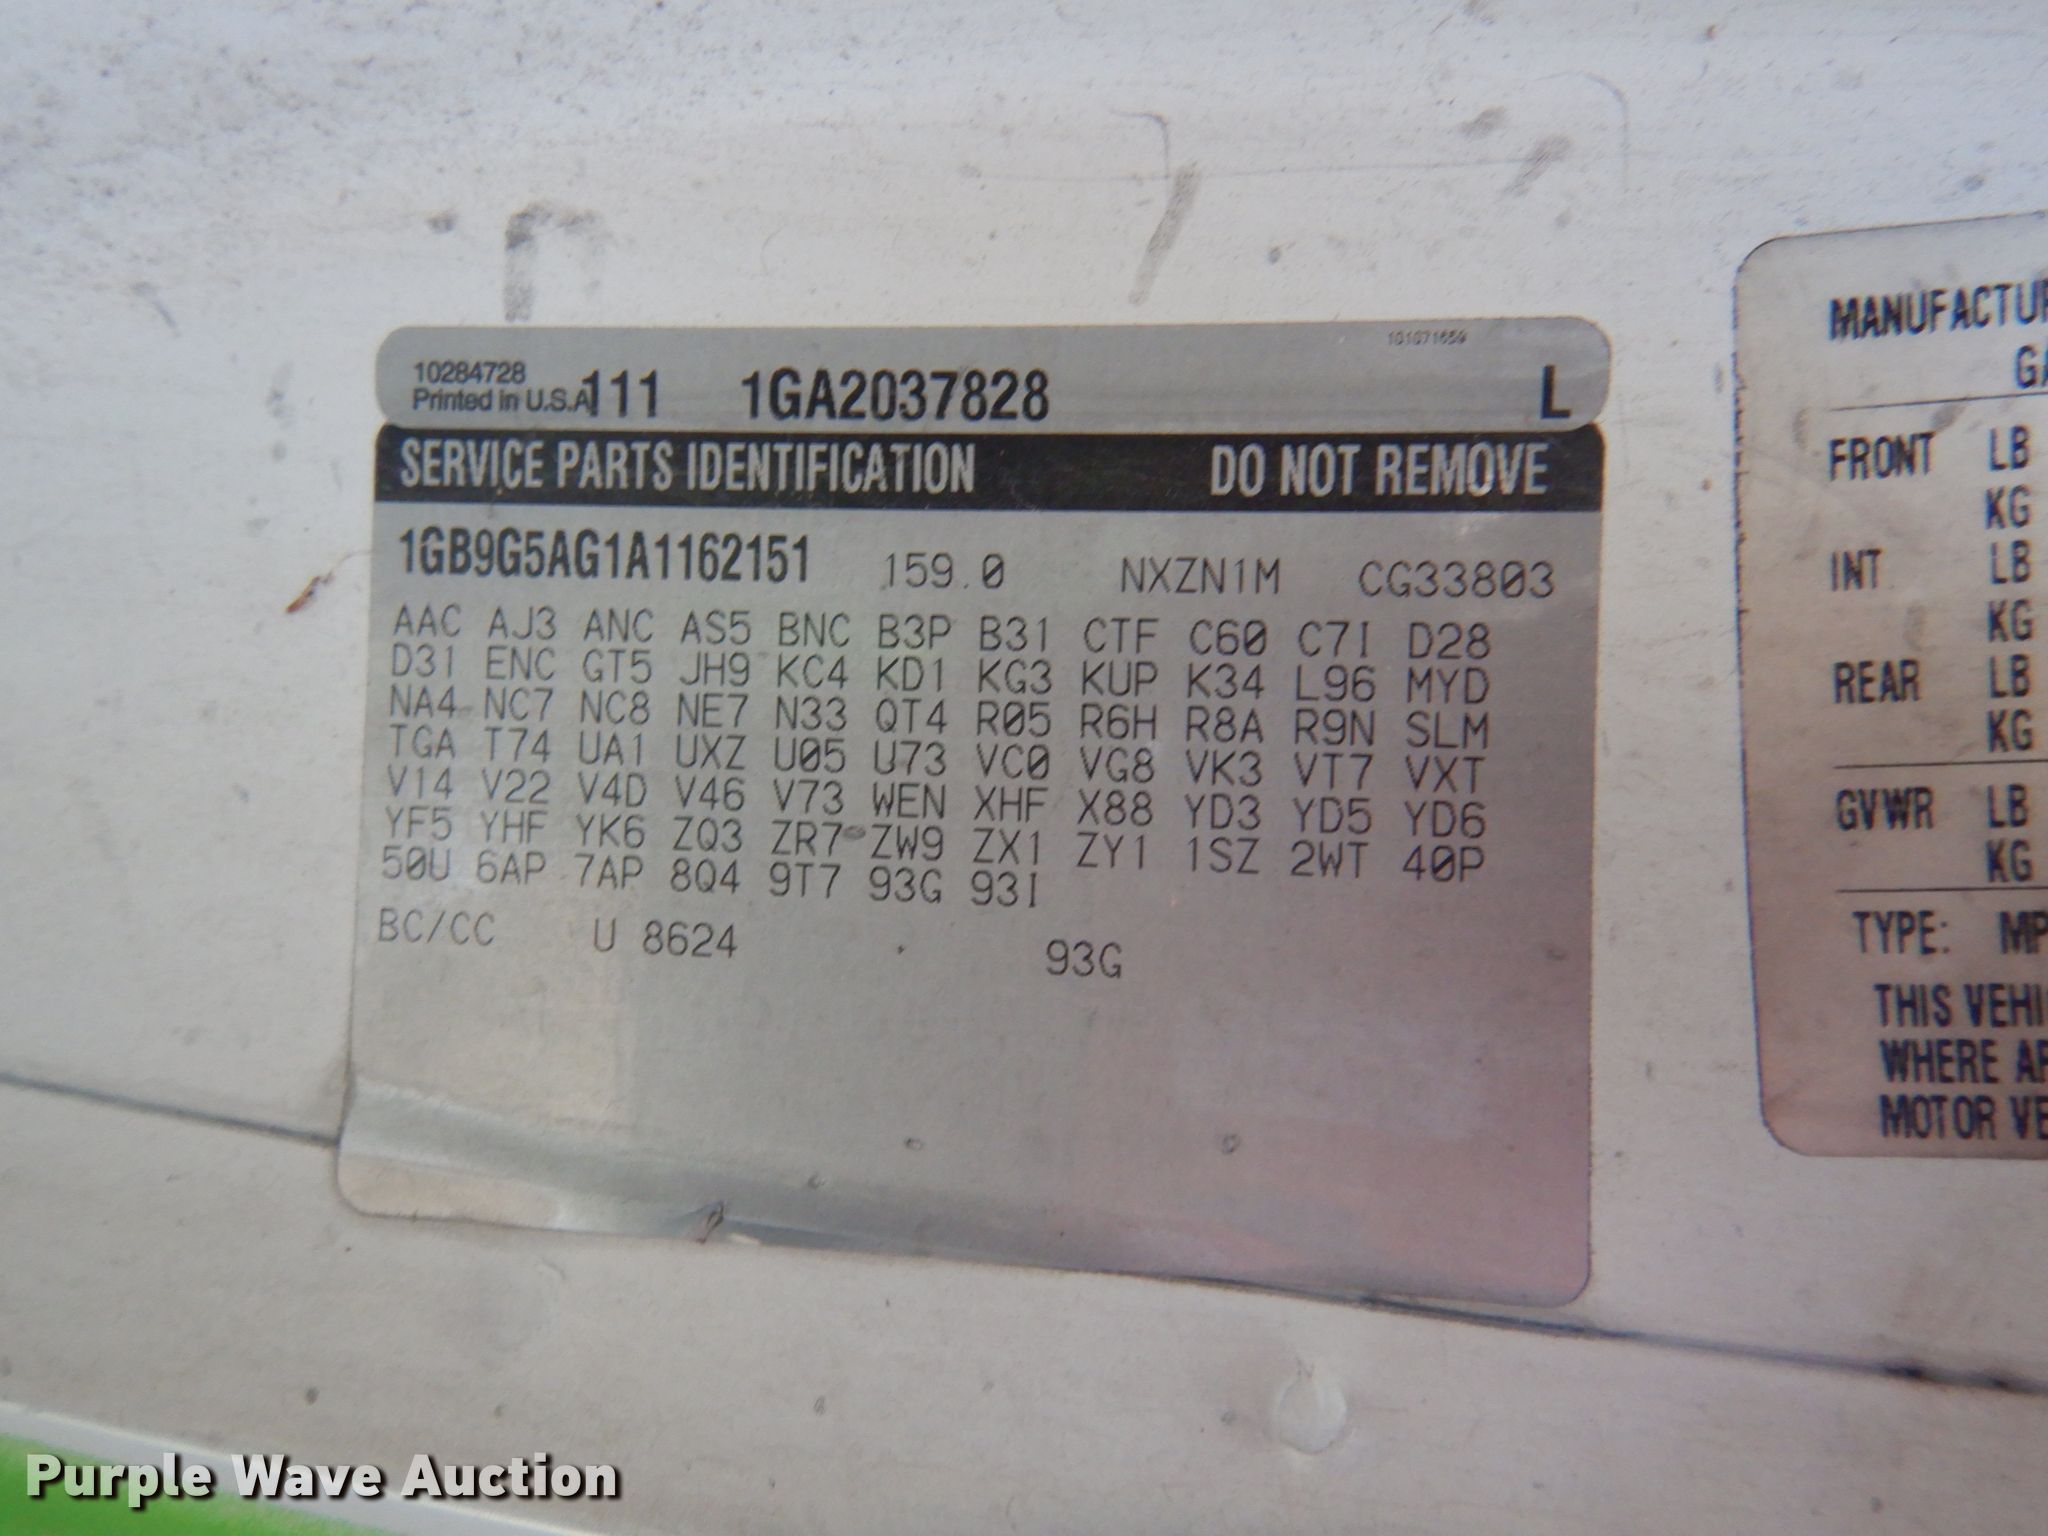 101071659
10284728
Printed in U.S.A 111 1GA2037828 L
SERVICE PARTS IDENTIFICATION DO NOT REMOVE
1GB9G5AG1A1162151 159.0 NXZN1M CG33803
AAC AJ3 ANC AS5 BNC B3P B31 CTF C60 C7I D28
D31 ENC GT5 JH9 KC4 KD1 KG3 KUP K34 L96 MYD
NA4 NC7 NC8 NE7 N33 QT4 R05 R6H R8A R9N SLM
TGA T74 UA1 UXZ U05 U73 VC0 VG8 VK3 VT7 VXT
V14 V22 V4D V46 V73 WEN XHF X88 YD3 YD5 YD6
YF5 YHF YK6 ZQ3 ZR7 ZW9 ZX1 ZY1 1SZ 2WT 40P
50U 6AP 7AP 8Q4 9T7 93G 93I
BC/CC U 8624 93G
MANUFACTUR
GA
FRONT LB
KG
INT LB
KG
REAR LB
KG
GVWR LB
KG
TYPE: MP
THIS VEHI
WHERE AP
MOTOR VE
Purple Wave Auction